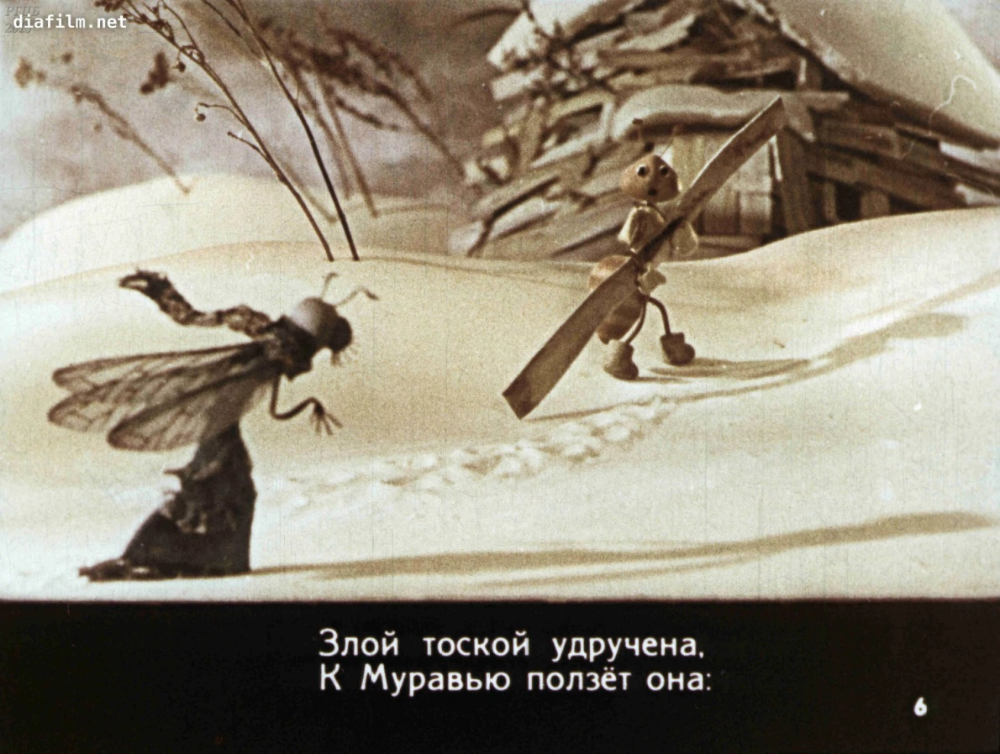 diafilm.net
Злой тоской удручена,
К Муравью ползёт она:
6